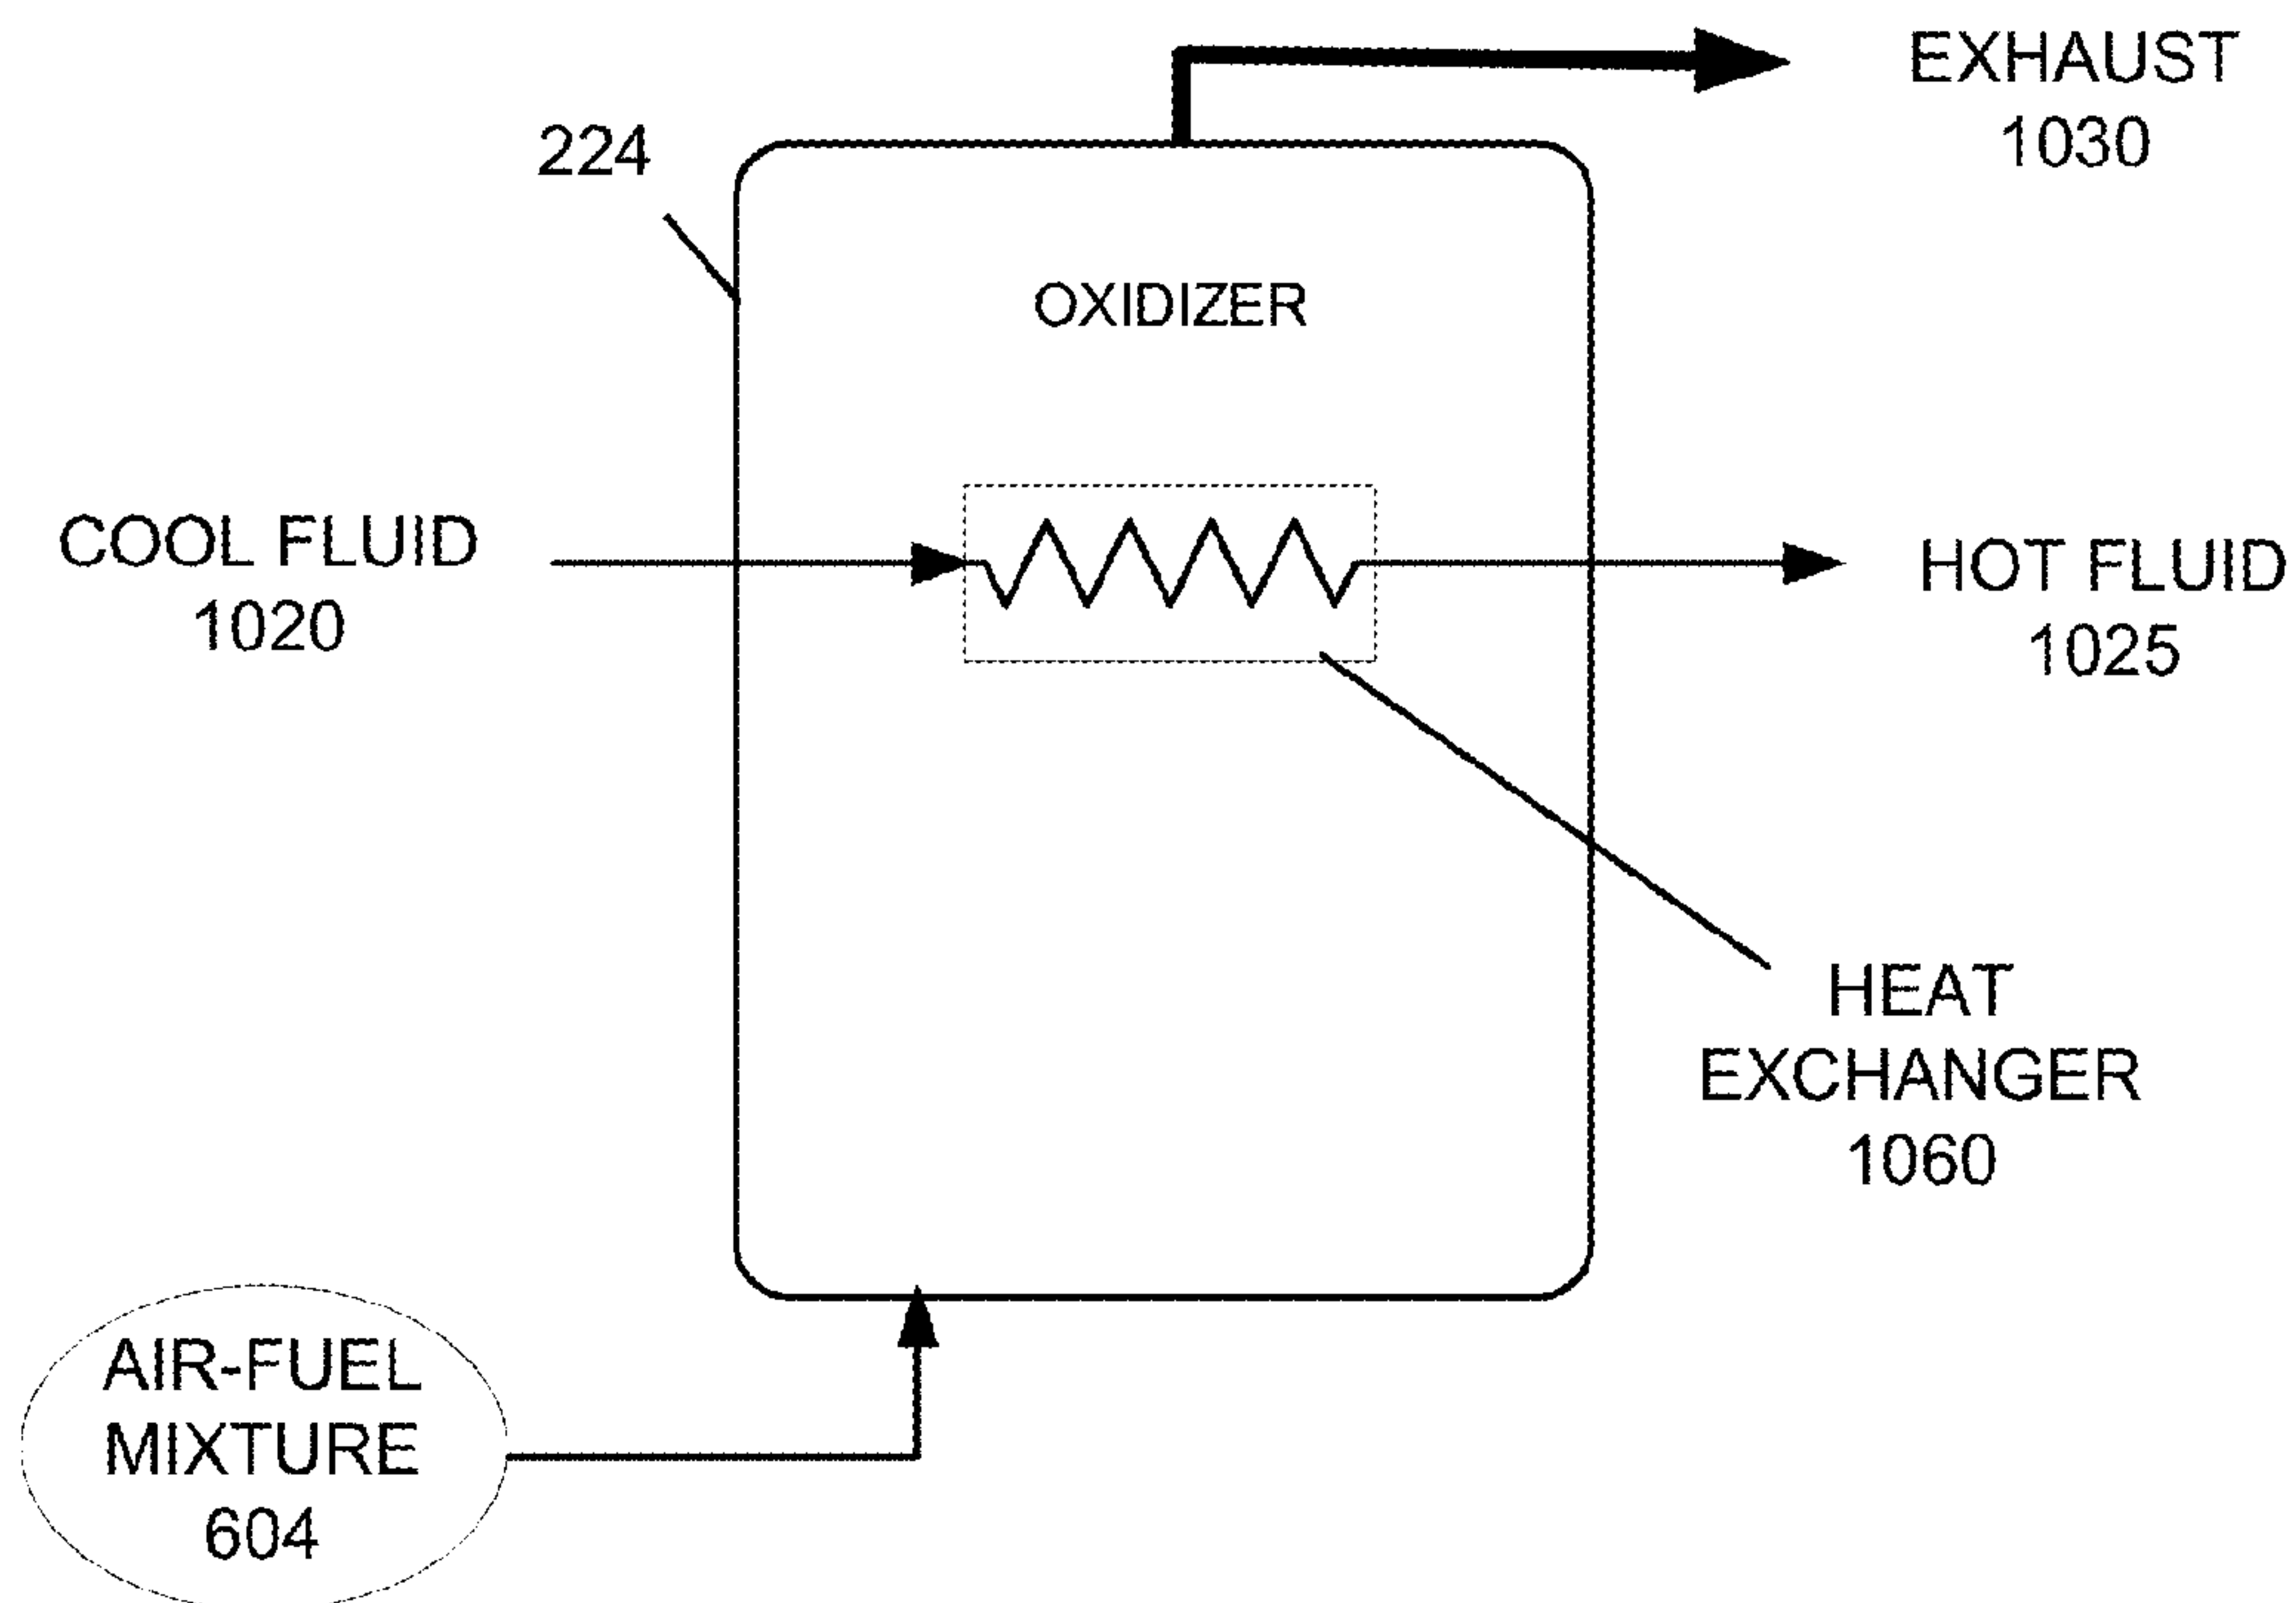 EXHAUST
1030
224
OXIDIZER
COOL FLUID
1020
HOT FLUID
1025
HEAT
EXCHANGER
1060
AIR-FUEL
MIXTURE
604